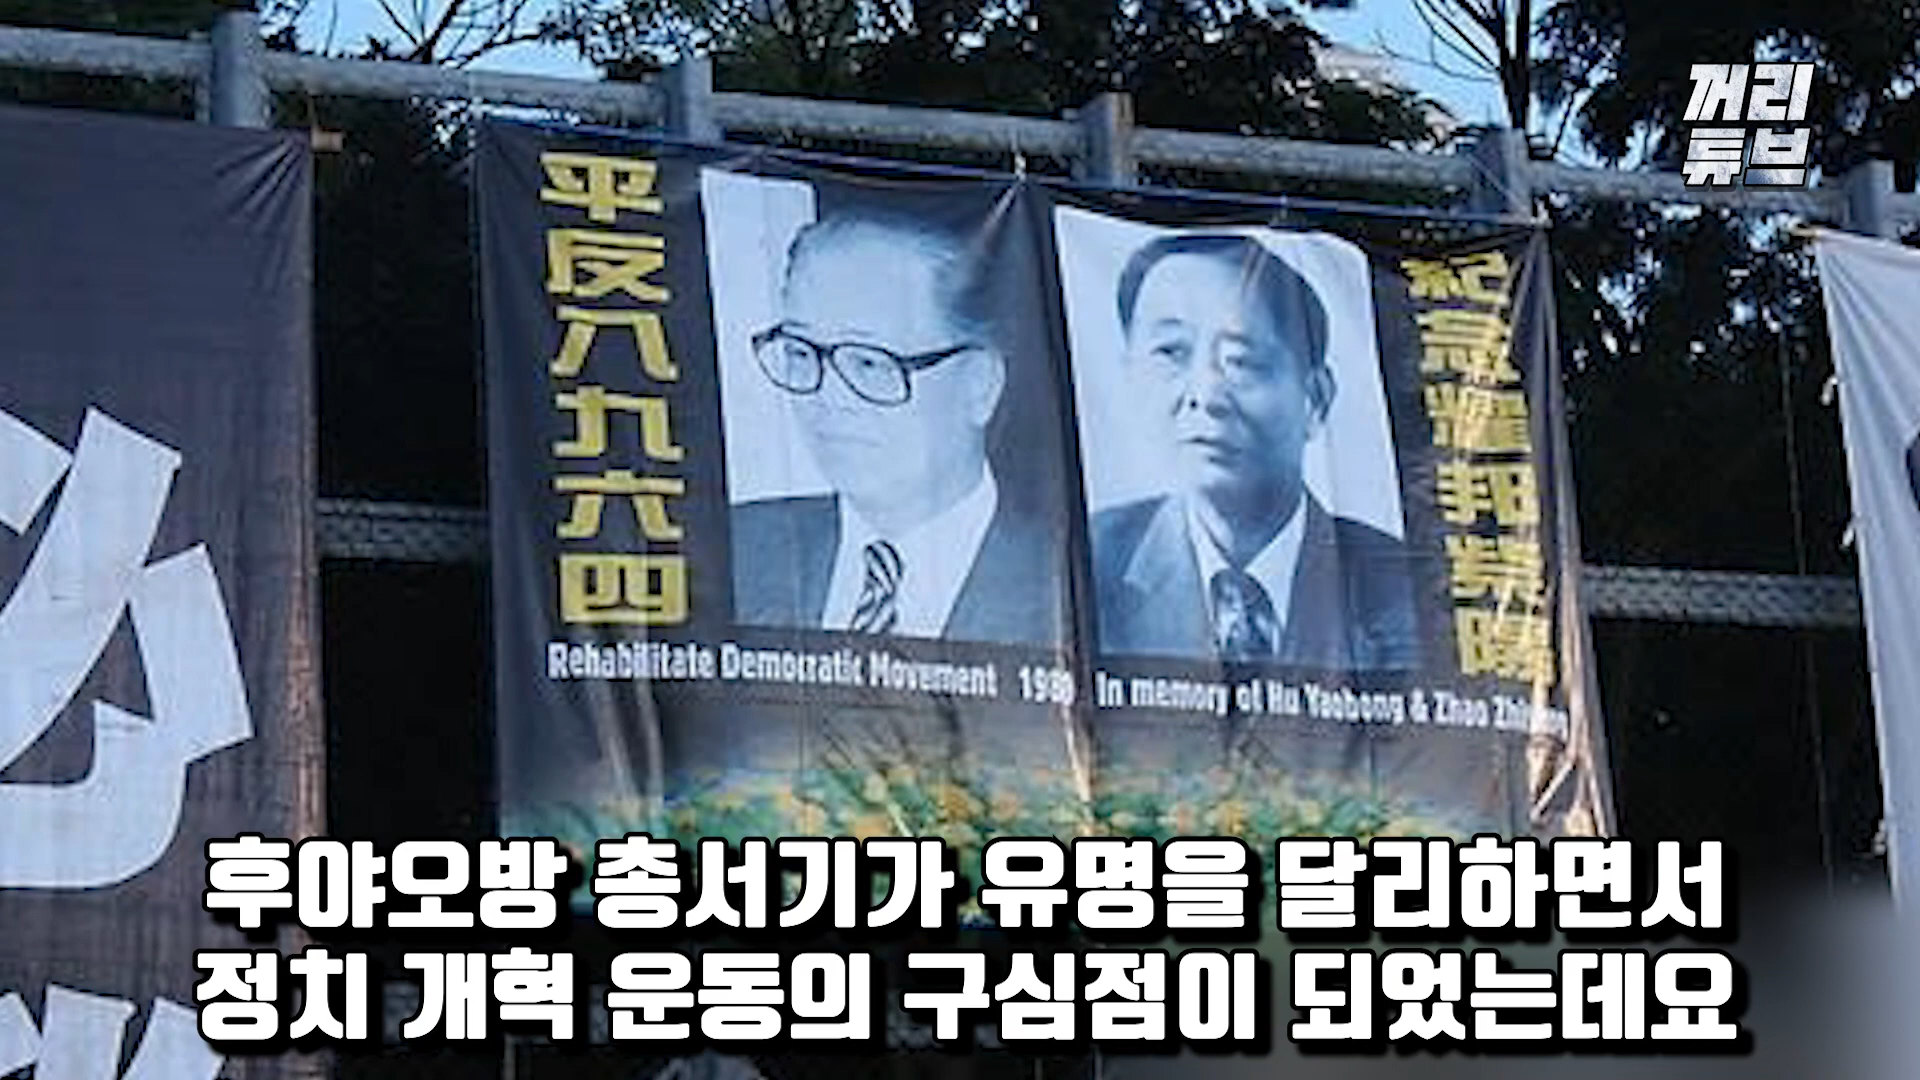 꺼리
튜브
平反八九六四
紀念耀邦紫陽
Rehabilitate Democratic Movement 1989 In memory of Hu Yaobang & Zhao
후야오방 총서기가 유명을 달리하면서
정치 개혁 운동의 구심점이 되었는데요